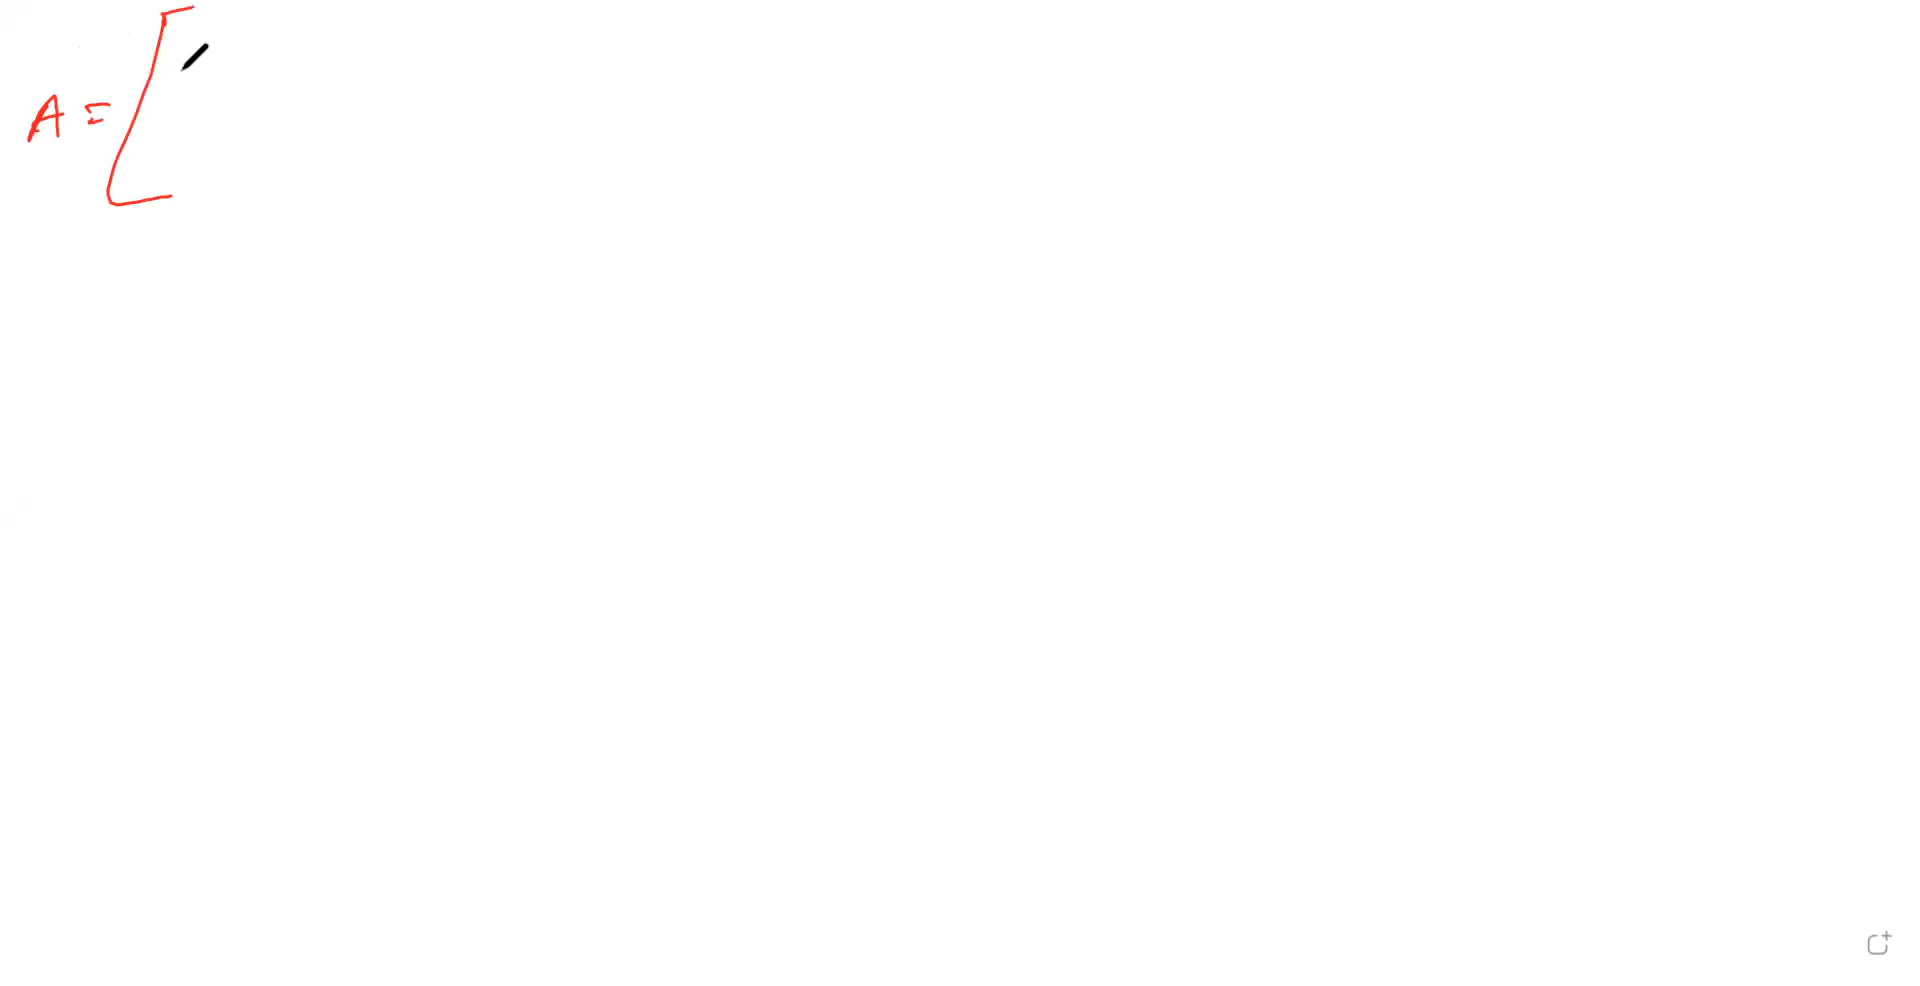 A = [